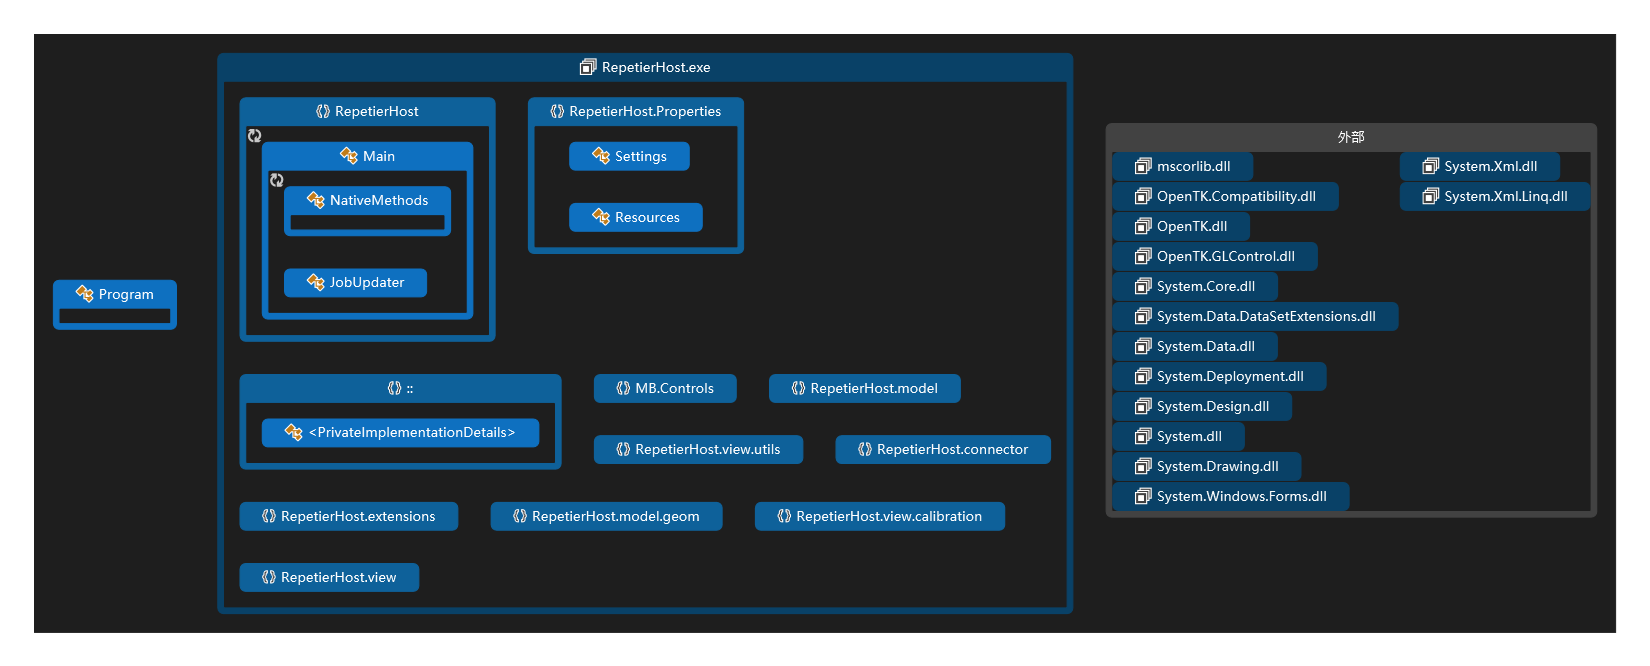 Program
RepetierHost.exe
RepetierHost
Main
NativeMethods
JobUpdater
RepetierHost.Properties
Settings
Resources
::
<PrivateImplementationDetails>
MB.Controls
RepetierHost.model
RepetierHost.view.utils
RepetierHost.connector
RepetierHost.extensions
RepetierHost.model.geom
RepetierHost.view.calibration
RepetierHost.view
外部
mscorlib.dll
OpenTK.Compatibility.dll
OpenTK.dll
OpenTK.GLControl.dll
System.Core.dll
System.Data.DataSetExtensions.dll
System.Data.dll
System.Deployment.dll
System.Design.dll
System.dll
System.Drawing.dll
System.Windows.Forms.dll
System.Xml.dll
System.Xml.Linq.dll